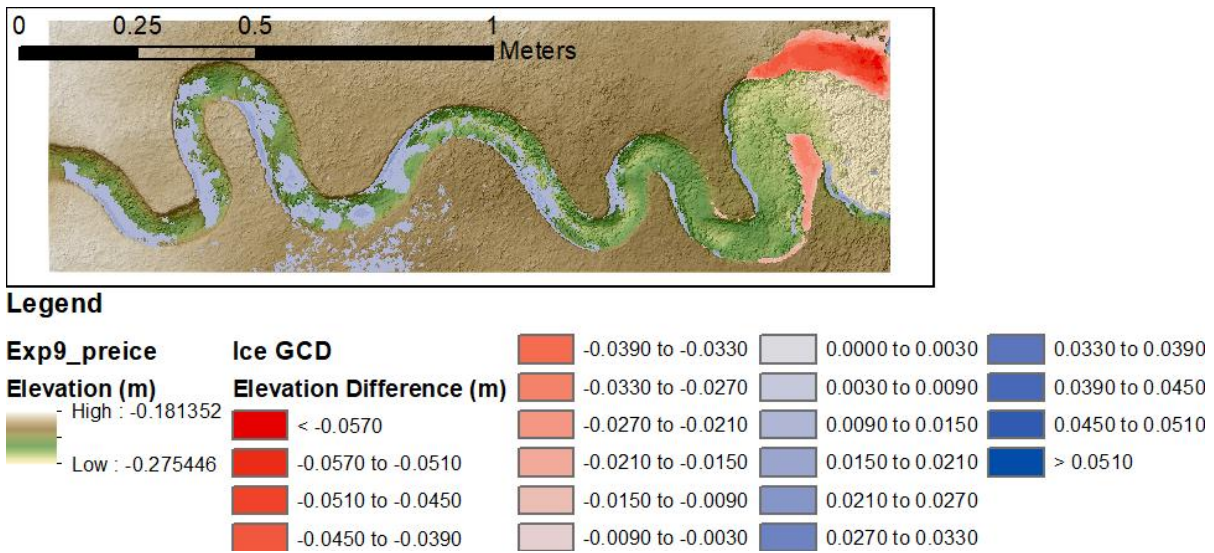 0 0.25 0.5 1
Meters
Legend
Exp9_preice
Elevation (m)
High : -0.181352
Low : -0.275446
Ice GCD
Elevation Difference (m)
< -0.0570
-0.0570 to -0.0510
-0.0510 to -0.0450
-0.0450 to -0.0390
-0.0390 to -0.0330
-0.0330 to -0.0270
-0.0270 to -0.0210
-0.0210 to -0.0150
-0.0150 to -0.0090
-0.0090 to -0.0030
0.0000 to 0.0030
0.0030 to 0.0090
0.0090 to 0.0150
0.0150 to 0.0210
0.0210 to 0.0270
0.0270 to 0.0330
0.0330 to 0.0390
0.0390 to 0.0450
0.0450 to 0.0510
> 0.0510